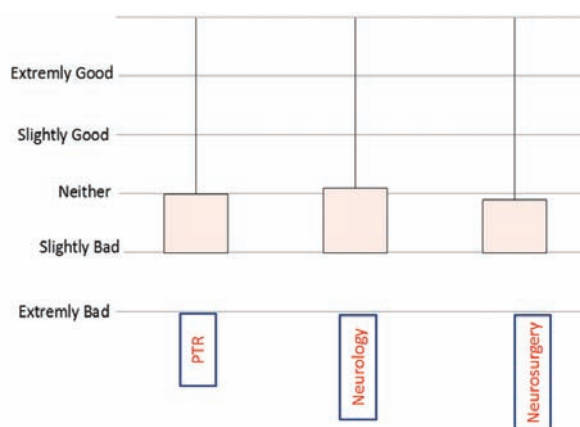 Extremly Good
Slightly Good
Neither
Slightly Bad
Extremly Bad
PTR
Neurology
Neurosurgery